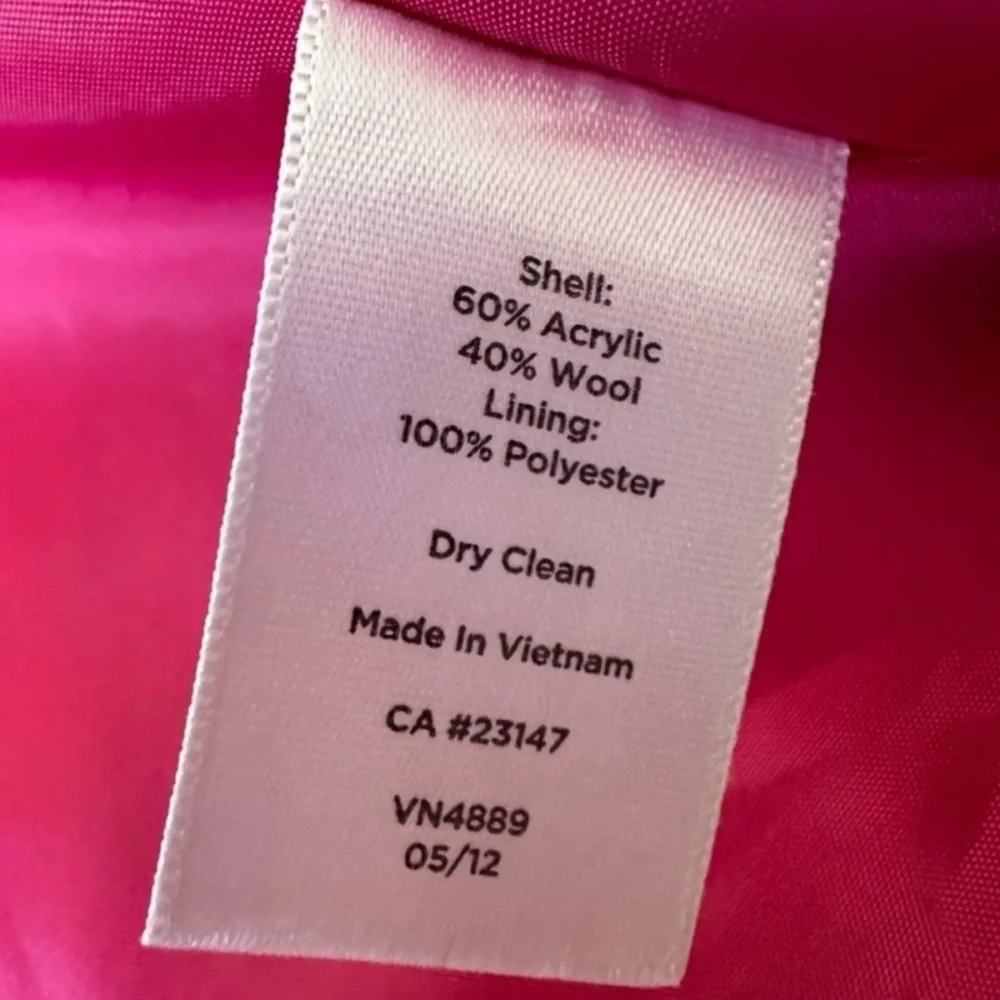 Shell:
60% Acrylic
40% Wool
Lining:
100% Polyester
Dry Clean
Made In Vietnam
CA #23147
VN4889
05/12